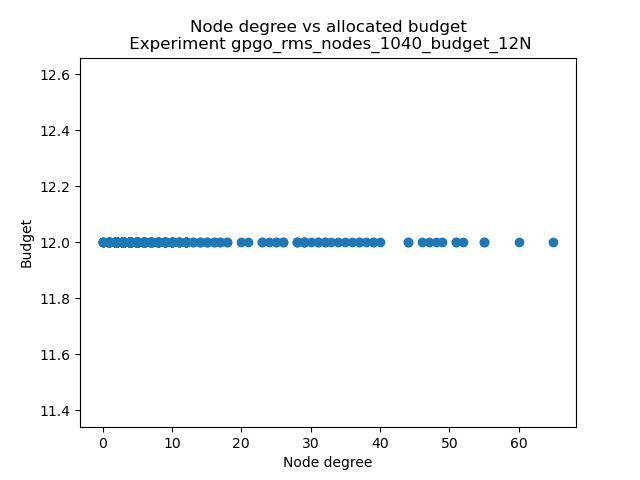 Node degree vs allocated budget
Experiment gpgo_rms_nodes_1040_budget_12N
12.6
12.4
12.2
12.0
11.8
11.6
11.4
Budget
0 10 20 30 40 50 60
Node degree